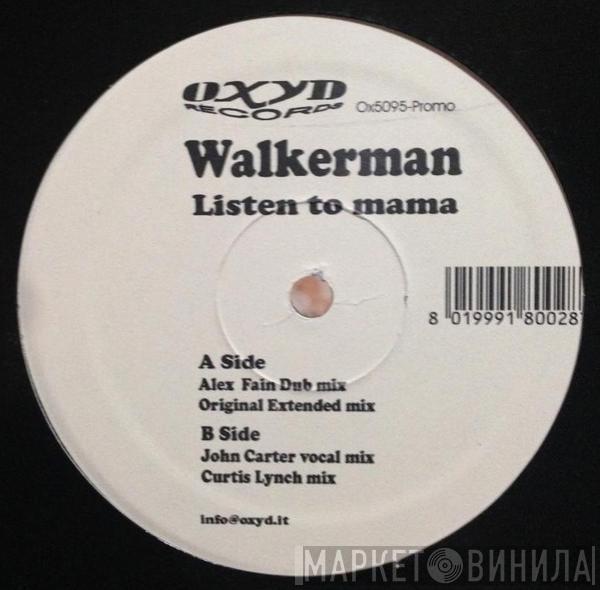 OXYD
RECORDS
Ox5095-Promo
Walkerman
Listen to mama
8 019991 80028
A Side
Alex Fain Dub mix
Original Extended mix
B Side
John Carter vocal mix
Curtis Lynch mix
info@oxyd.it
МАРКЕТ ВИНИЛА